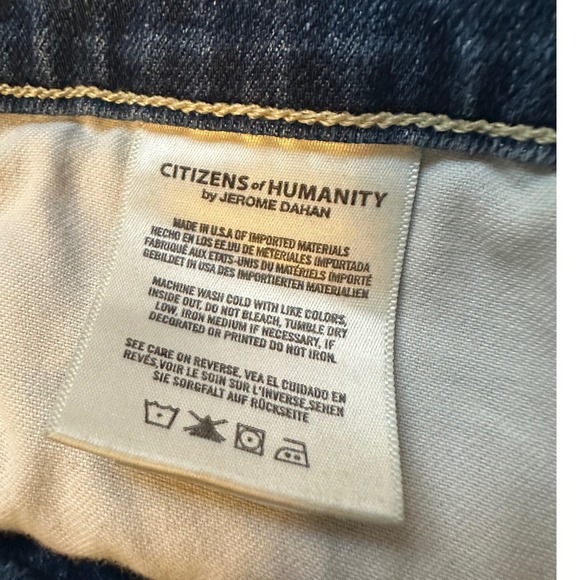 CITIZENS of HUMANITY
by JEROME DAHAN
MADE IN U.S.A OF IMPORTED MATERIALS
HECHO EN LOS EE.UU DE METERIALES IMPORTADA
FABRIQUÉ AUX ETATS-UNIS DU MATÉRIELS IMPORTÉ
GEBILDET IN USA DES IMPORTIERTEN MATERIALIEN
MACHINE WASH COLD WITH LIKE COLORS,
INSIDE OUT, DO NOT BLEACH, TUMBLE DRY
LOW, IRON MEDIUM IF NECESSARY, IF
DECORATED OR PRINTED DO NOT IRON.
SEE CARE ON REVERSE, VEA EL CUIDADO EN
REVÉS, VOIR LE SOIN SUR L'INVERSE, SEHEN
SIE SORGFALT AUF RÜCKSEITE